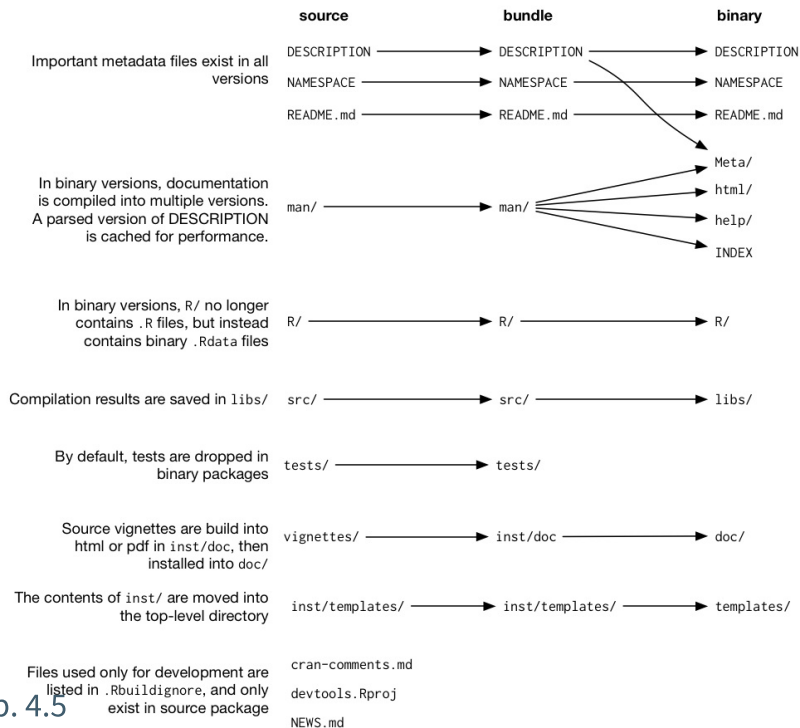 source bundle binary
Important metadata files exist in all
versions
DESCRIPTION DESCRIPTION DESCRIPTION
NAMESPACE NAMESPACE NAMESPACE
README.md README.md README.md
In binary versions, documentation
is compiled into multiple versions.
A parsed version of DESCRIPTION
is cached for performance.
man/ man/
Meta/
html/
help/
INDEX
In binary versions, R/ no longer
contains .R files, but instead
contains binary .Rdata files
R/ R/ R/
Compilation results are saved in libs/ src/ src/ libs/
By default, tests are dropped in
binary packages
tests/ tests/
Source vignettes are build into
html or pdf in inst/doc, then
installed into doc/
vignettes/ inst/doc doc/
The contents of inst/ are moved into
the top-level directory
inst/templates/ inst/templates/ templates/
Files used only for development are
listed in .Rbuildignore, and only
exist in source package
cran-comments.md
devtools.Rproj
NEWS.md
4.5